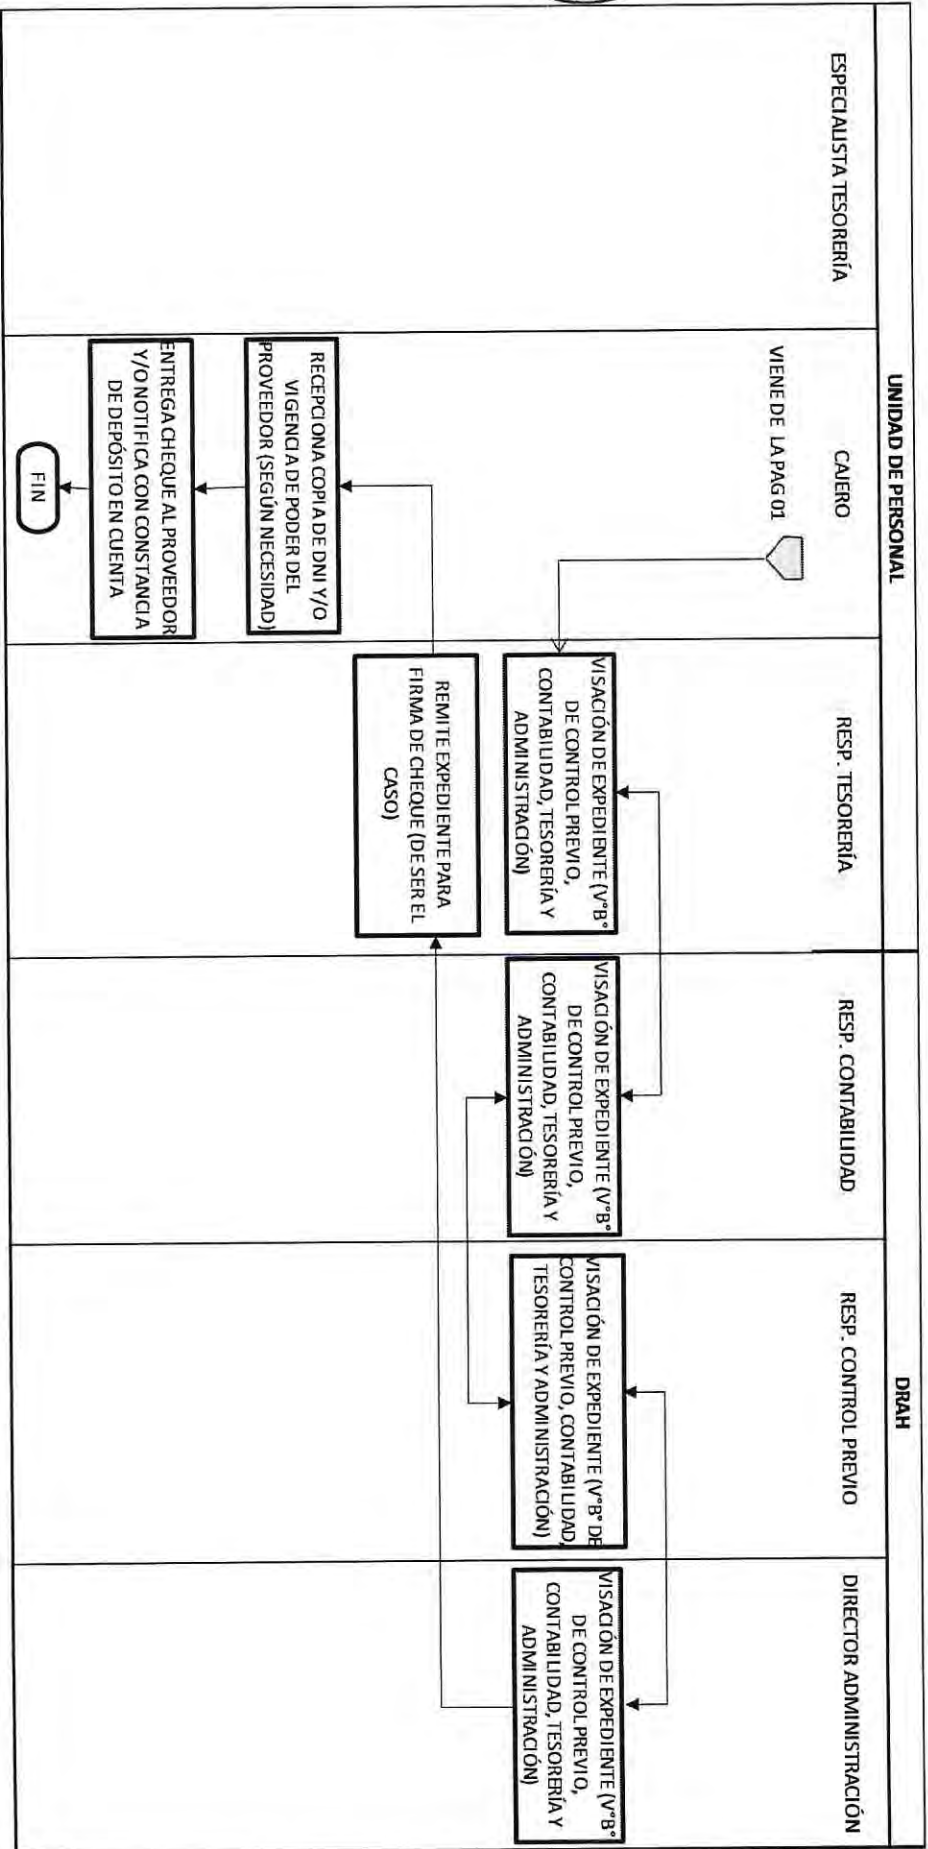 UNIDAD DE PERSONAL
DRAH
ESPECIALISTA TESORERÍA
CAJERO
RESP. TESORERÍA
RESP. CONTABILIDAD
RESP. CONTROL PREVIO
DIRECTOR ADMINISTRACIÓN
VIENE DE LA PAG 01
VISACIÓN DE EXPEDIENTE (V°B°
DE CONTROL PREVIO,
CONTABILIDAD, TESORERÍA Y
ADMINISTRACIÓN)
VISACIÓN DE EXPEDIENTE (V°B°
DE CONTROL PREVIO,
CONTABILIDAD, TESORERÍA Y
ADMINISTRACIÓN)
VISACIÓN DE EXPEDIENTE (V°B° DE
CONTROL PREVIO, CONTABILIDAD,
TESORERÍA Y ADMINISTRACIÓN)
VISACIÓN DE EXPEDIENTE (V°B°
DE CONTROL PREVIO,
CONTABILIDAD, TESORERÍA Y
ADMINISTRACIÓN)
REMITE EXPEDIENTE PARA
FIRMA DE CHEQUE (DE SER EL
CASO)
RECEPCIONA COPIA DE DNI Y/O
VIGENCIA DE PODER DEL
PROVEEDOR (SEGÚN NECESIDAD)
ENTREGA CHEQUE AL PROVEEDOR
Y/O NOTIFICA CON CONSTANCIA
DE DEPÓSITO EN CUENTA
FIN